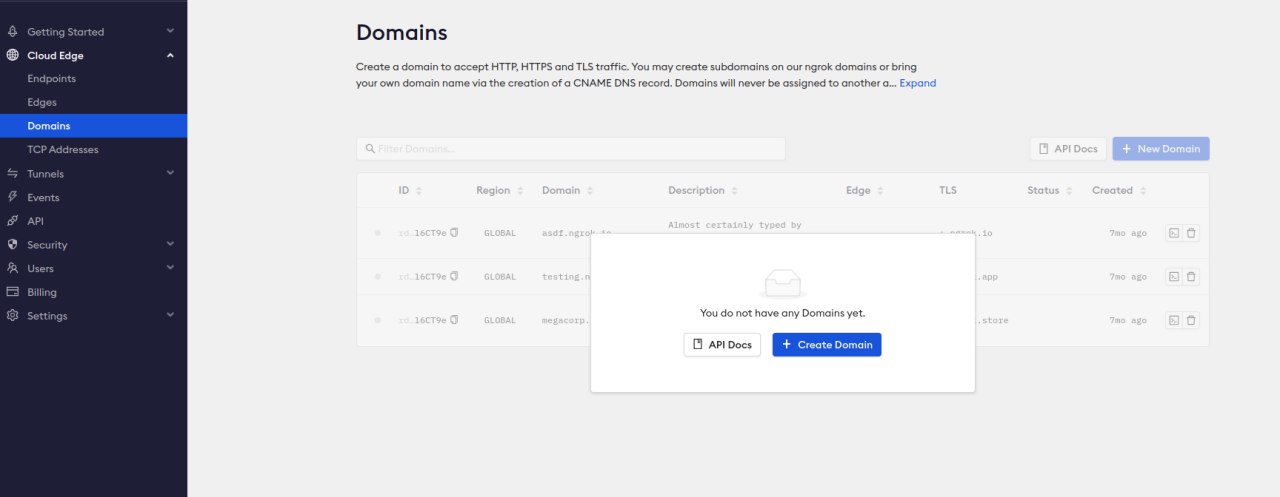 Getting Started
Cloud Edge
Endpoints
Edges
Domains
TCP Addresses
Tunnels
Events
API
Security
Users
Billing
Settings
Domains
Create a domain to accept HTTP, HTTPS and TLS traffic. You may create subdomains on our ngrok domains or bring
your own domain name via the creation of a CNAME DNS record. Domains will never be assigned to another a... Expand
Filter Domains...
API Docs
+ New Domain
ID Region Domain Description Edge TLS Status Created
Almost certainly typed by
rd_16CT9e GLOBAL asdf.ngrok.io .ngrok.io 7mo ago
rd_16CT9e GLOBAL testing.n .app 7mo ago
rd_16CT9e GLOBAL megacorp. .store 7mo ago
You do not have any Domains yet.
API Docs
+ Create Domain